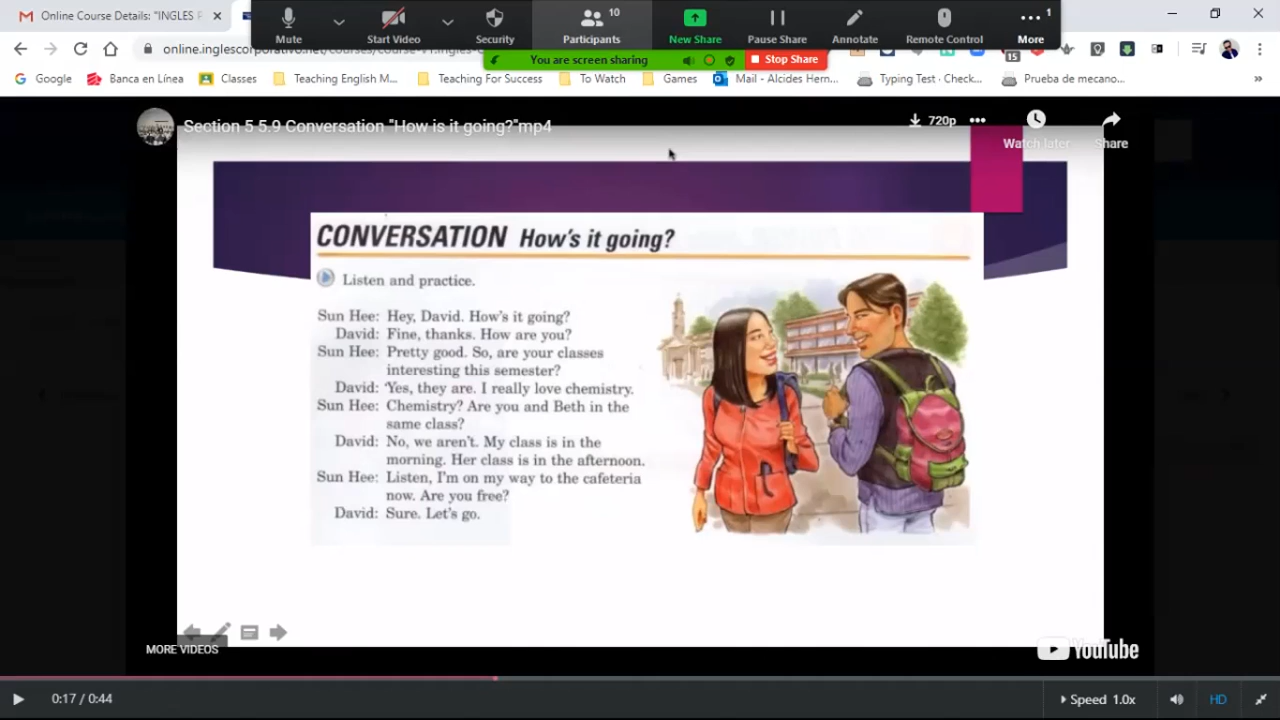 Online Course Details: "INGLES P
Mute
Start Video
Security
10
Participants
New Share
Pause Share
Annotate
Remote Control
1
More
You are screen sharing
Stop Share
online.inglescorporativo.net/courses/course-v1:Ingles-C
15
Google
Banca en Línea
Classes
Teaching English M...
Teaching For Success
To Watch
Games
Mail - Alcides Hern...
Typing Test · Check...
Prueba de mecano...
Section 5 5.9 Conversation "How is it going?"mp4
720p
Watch later
Share
CONVERSATION How's it going?
Listen and practice.
Sun Hee: Hey, David. How's it going?
David: Fine, thanks. How are you?
Sun Hee: Pretty good. So, are your classes
interesting this semester?
David: Yes, they are. I really love chemistry.
Sun Hee: Chemistry? Are you and Beth in the
same class?
David: No, we aren't. My class is in the
morning. Her class is in the afternoon.
Sun Hee: Listen, I'm on my way to the cafeteria
now. Are you free?
David: Sure. Let's go.
MORE VIDEOS
YouTube
0:17 / 0:44
Speed 1.0x
HD